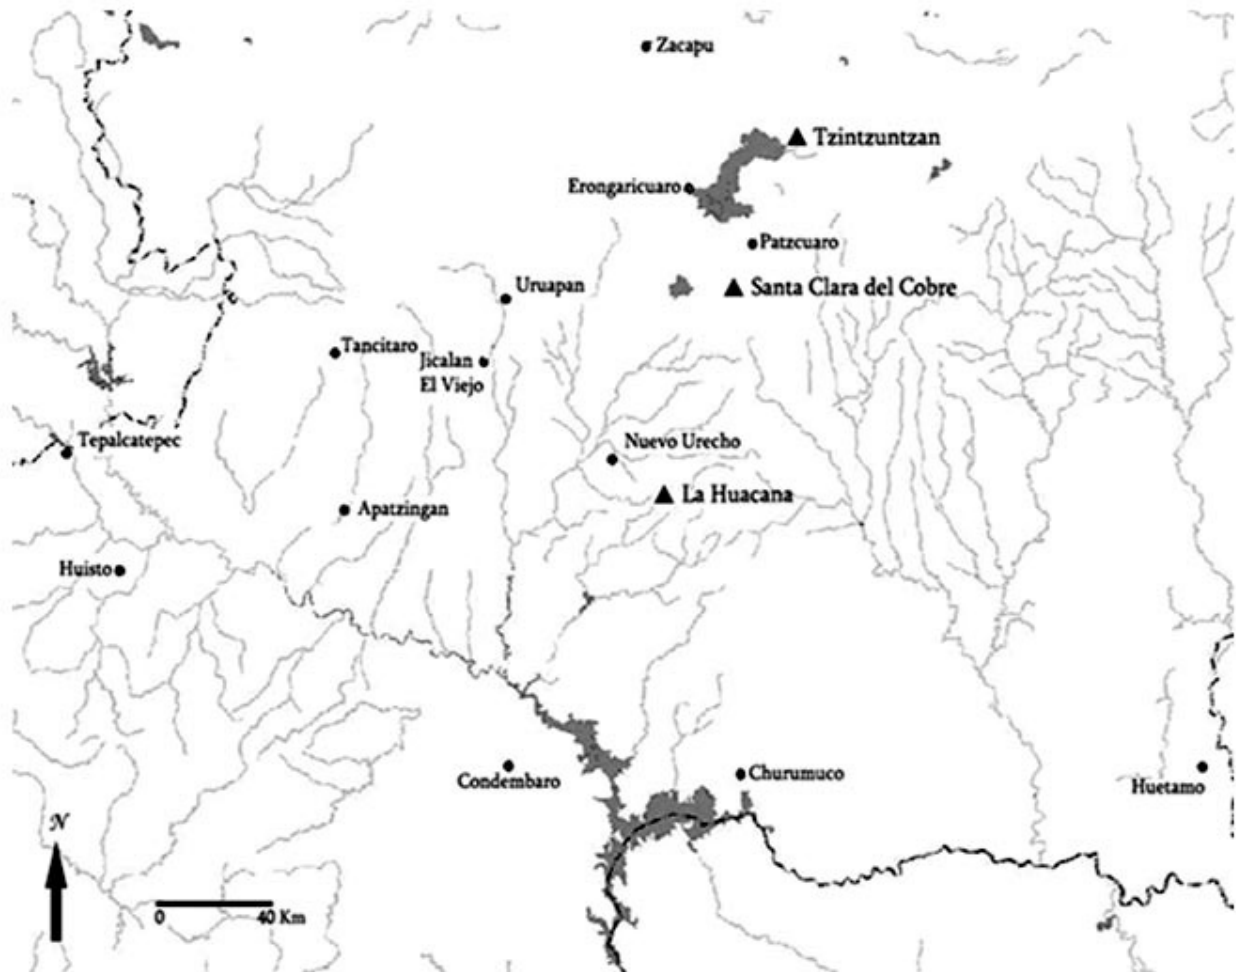 Zacapu
Tzintzuntzan
Erongaricuaro
Patzcuaro
Uruapan
Santa Clara del Cobre
Tancitaro
Jicalan
El Viejo
Tepalcatepec
Nuevo Urecho
La Huacana
Apatzingan
Huisto
Condembaro
Churumuco
Huetamo
N
0 40 Km